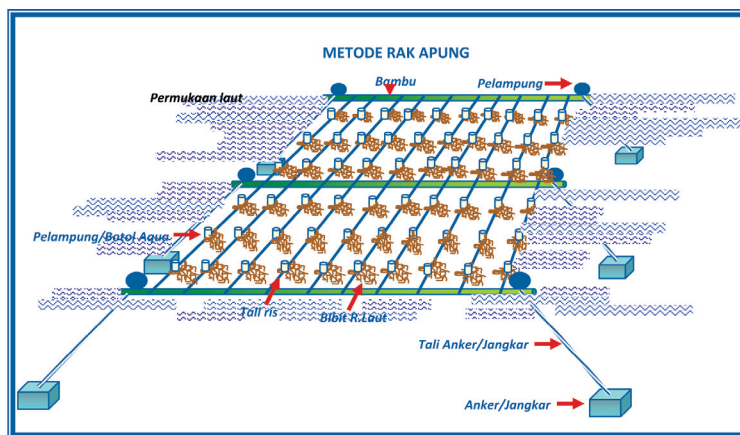 METODE RAK APUNG
Bambu
Pelampung
Permukaan laut
Pelampung/Botol Aqua
Tali ris
Bibit R.Laut
Tali Anker/Jangkar
Anker/Jangkar